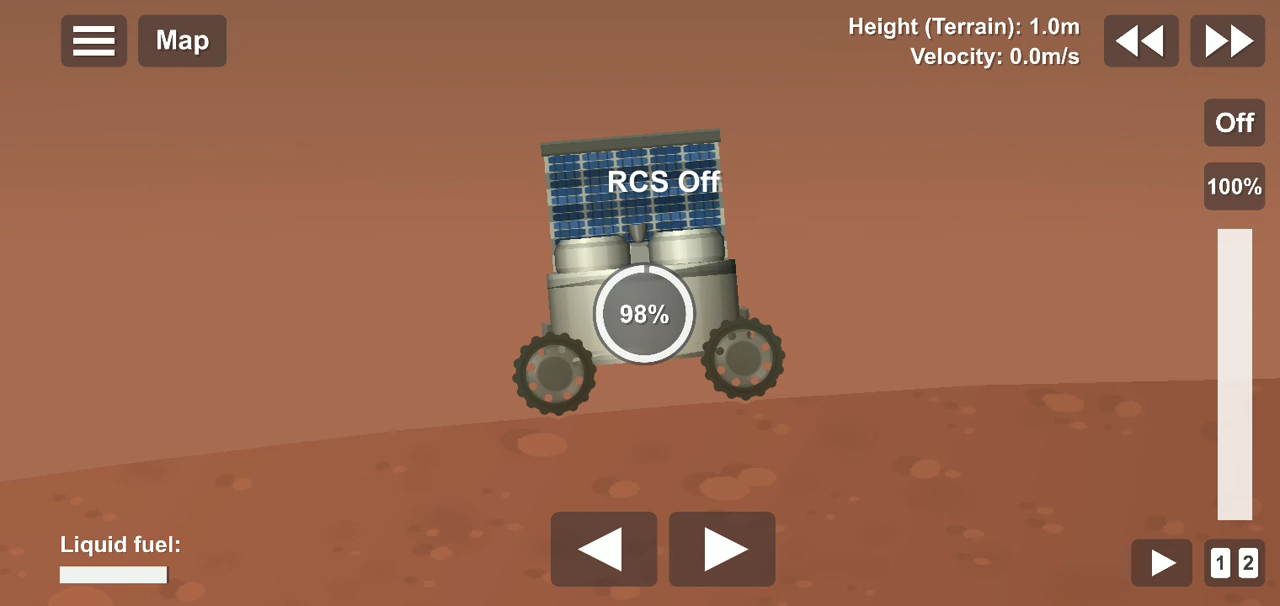 Map
Height (Terrain): 1.0m
Velocity: 0.0m/s
Off
100%
RCS Off
98%
Liquid fuel:
1 2